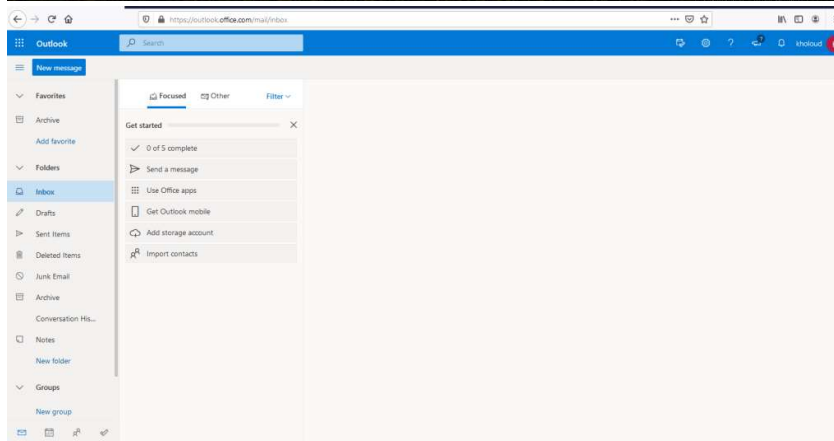 https://outlook.office.com/mail/inbox
Outlook
Search
kholoud
New message
Favorites
Archive
Add favorite
Folders
Inbox
Drafts
Sent Items
Deleted Items
Junk Email
Archive
Conversation His...
Notes
New folder
Groups
New group
Focused
Other
Filter
Get started
0 of 5 complete
Send a message
Use Office apps
Get Outlook mobile
Add storage account
Import contacts